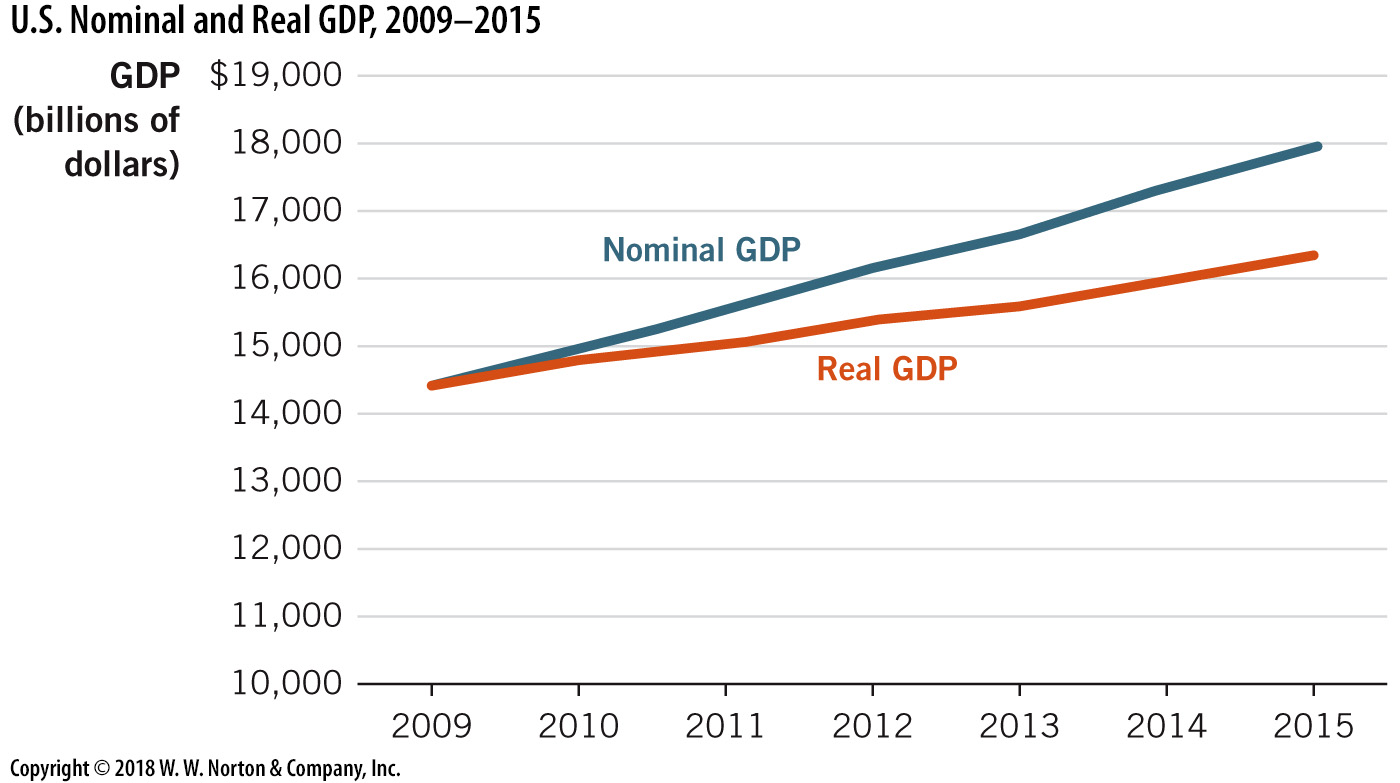 U.S. Nominal and Real GDP, 2009–2015
GDP
(billions of
dollars)
$19,000
18,000
17,000
16,000
15,000
14,000
13,000
12,000
11,000
10,000
Nominal GDP
Real GDP
2009 2010 2011 2012 2013 2014 2015
Copyright © 2018 W. W. Norton & Company, Inc.